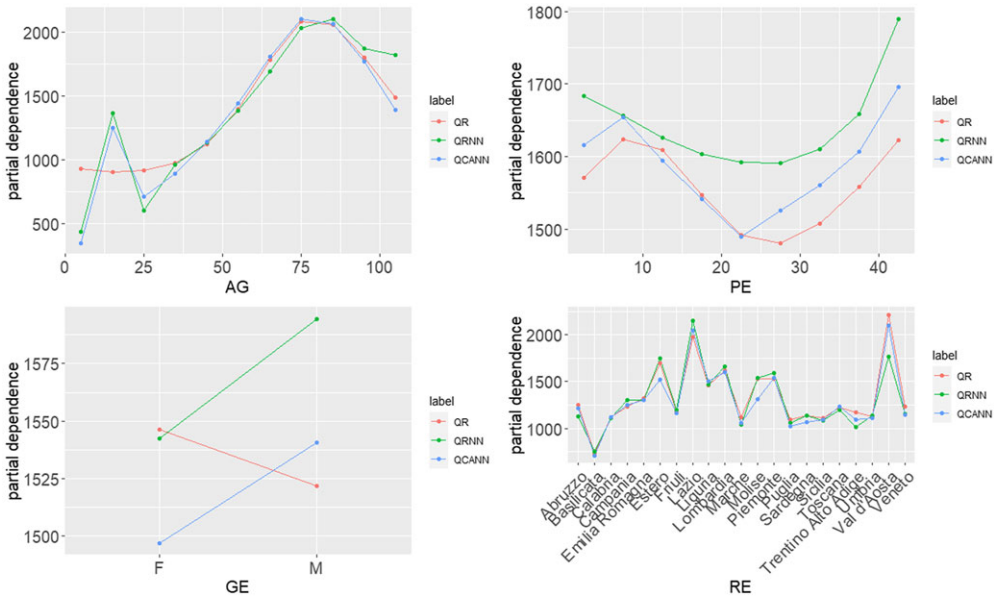 partial dependence
2000
1500
1000
500
0
25
50
75
100
AG
label
QR
QRNN
QCANN
partial dependence
1800
1700
1600
1500
10
20
30
40
PE
label
QR
QRNN
QCANN
partial dependence
1575
1550
1525
1500
F
M
GE
label
QR
QRNN
QCANN
partial dependence
2000
1500
1000
Abruzzo
Basilicata
Calabria
Campania
Emilia Romagna
Estero
Friuli
Lazio
Liguria
Lombardia
Marche
Molise
Piemonte
Puglia
Sardegna
Sicilia
Toscana
Trentino Alto Adige
Umbria
Val d'Aosta
Veneto
RE
label
QR
QRNN
QCANN